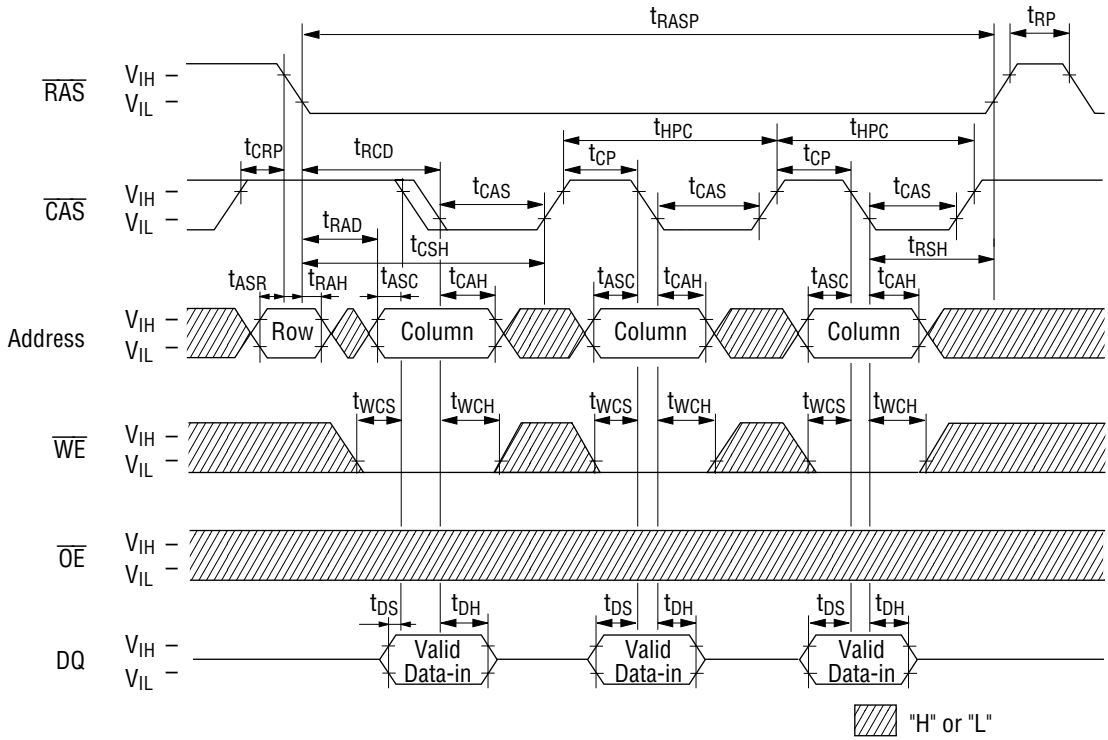 tRASP
tRP
RAS
VIH
VIL
tCRP
tRCD
tHPC
tHPC
tCP
tCP
CAS
VIH
VIL
tCAS
tCAS
tCAS
tRAD
tCSH
tRSH
tASR
tRAH
tASC
tCAH
tASC
tCAH
tASC
tCAH
Address
VIH
VIL
Row
Column
Column
Column
tWCS
tWCH
tWCS
tWCH
tWCS
tWCH
WE
VIH
VIL
OE
VIH
VIL
tDS
tDH
tDS
tDH
tDS
tDH
DQ
VIH
VIL
Valid
Data-in
Valid
Data-in
Valid
Data-in
"H" or "L"